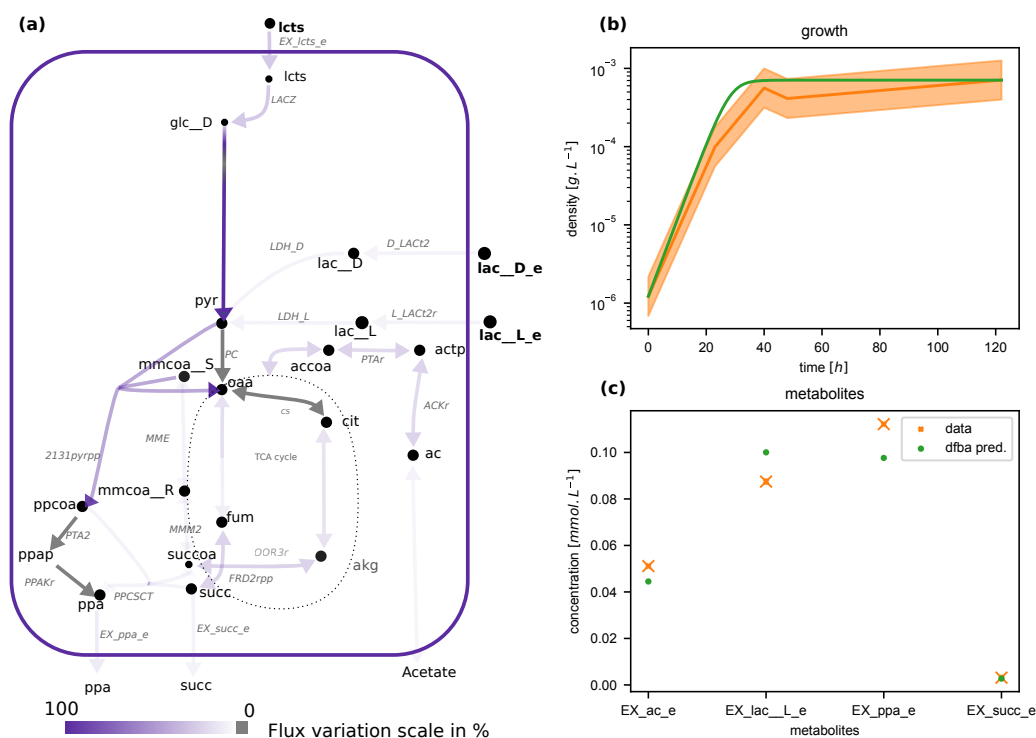 (a)
lcts
EX_lcts_e
lcts
LACZ
glc__D
LDH_D
D_LACt2
lac__D
lac__D_e
pyr
LDH_L
L_LACt2r
lac__L
lac__L_e
PC
mmcoa__S
accoa
PTAr
actp
oaa
cs
cit
ACKr
MME
2131pyrpp
TCA cycle
ac
mmcoa__R
ppcoa
PTA2
MMM2
fum
ppap
succoa
OOR3r
akg
PPAKr
ppa
PPCSCT
FRD2rpp
succ
EX_ppa_e
EX_succ_e
ppa
succ
Acetate
100
0
Flux variation scale in %
(b)
growth
density [g.L⁻¹]
10⁻³
10⁻⁴
10⁻⁵
10⁻⁶
0 20 40 60 80 100 120
time [h]
(c)
metabolites
data
dfba pred.
concentration [mmol.L⁻¹]
0.10
0.08
0.06
0.04
0.02
0.00
EX_ac_e EX_lac__L_e EX_ppa_e EX_succ_e
metabolites